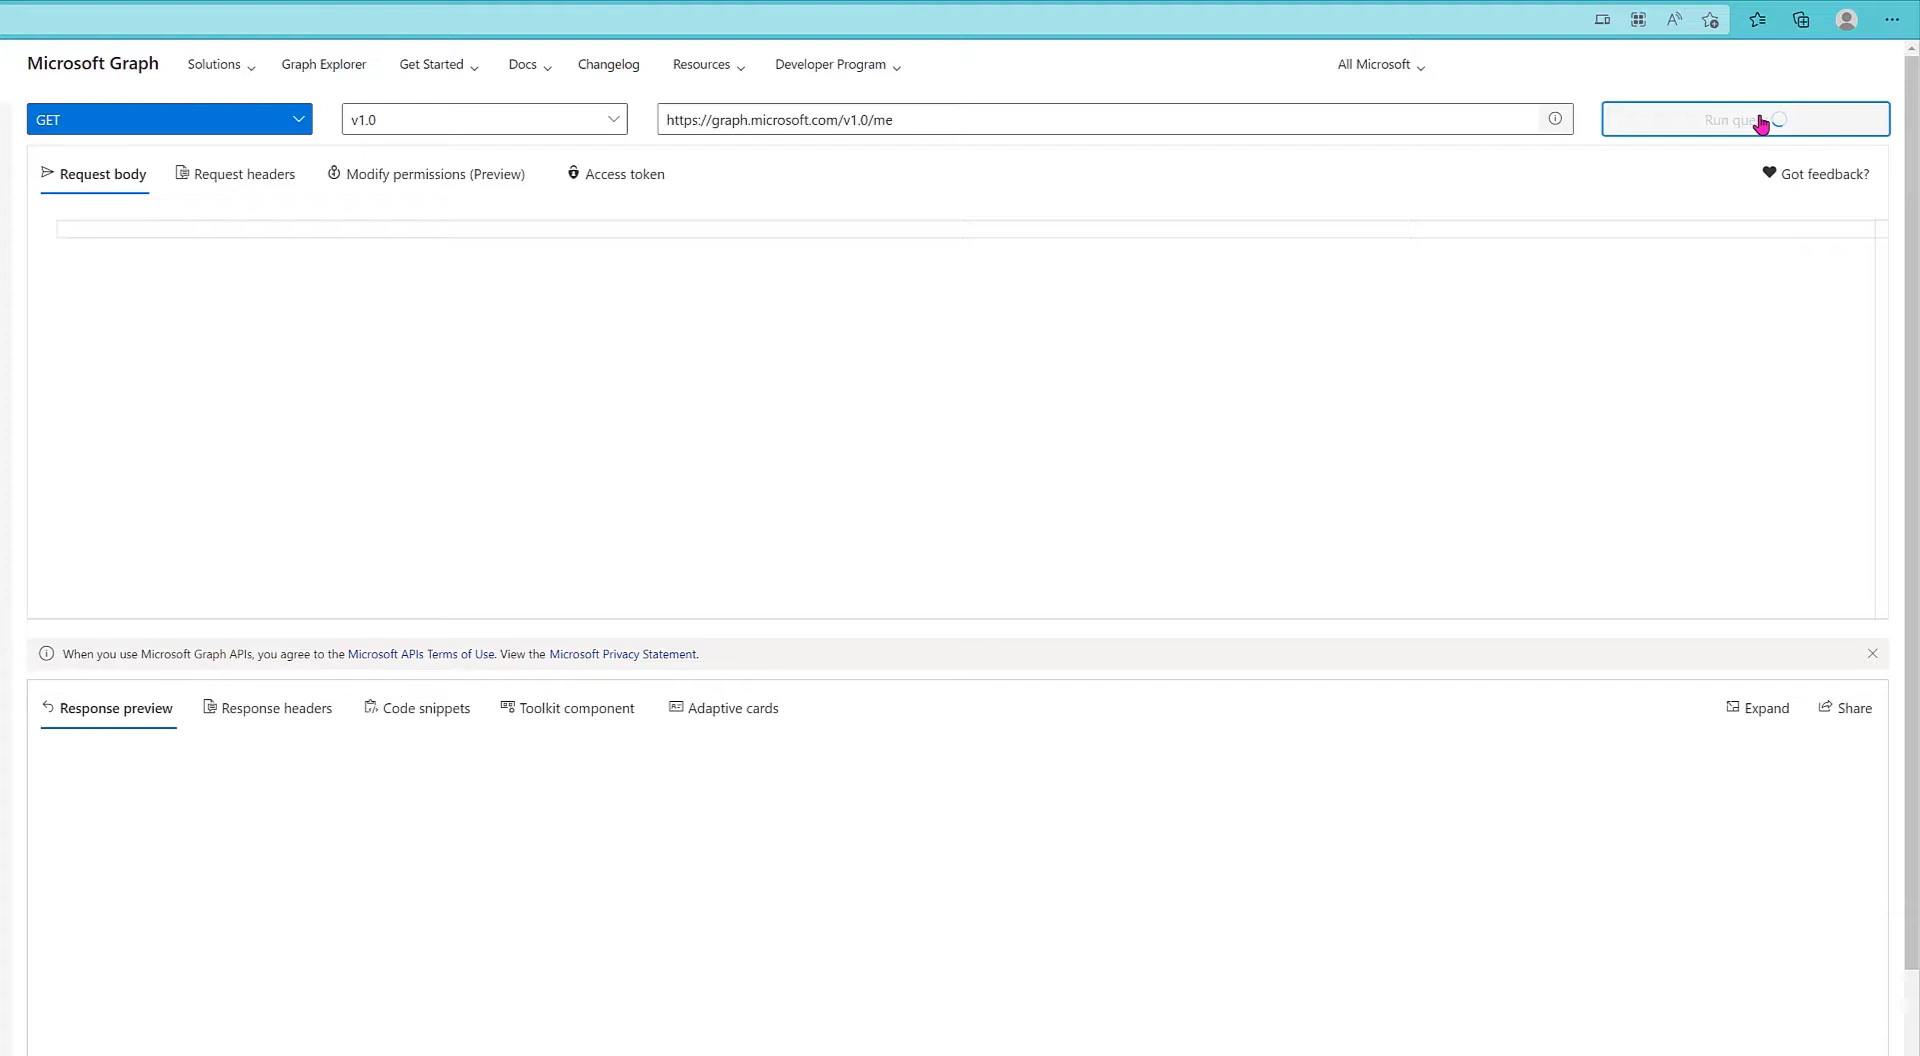 Microsoft Graph Solutions Graph Explorer Get Started Docs Changelog Resources Developer Program All Microsoft
GET v1.0 https://graph.microsoft.com/v1.0/me Run
Request body Request headers Modify permissions (Preview) Access token Got feedback?
When you use Microsoft Graph APIs, you agree to the Microsoft APIs Terms of Use. View the Microsoft Privacy Statement.
Response preview Response headers Code snippets Toolkit component Adaptive cards Expand Share